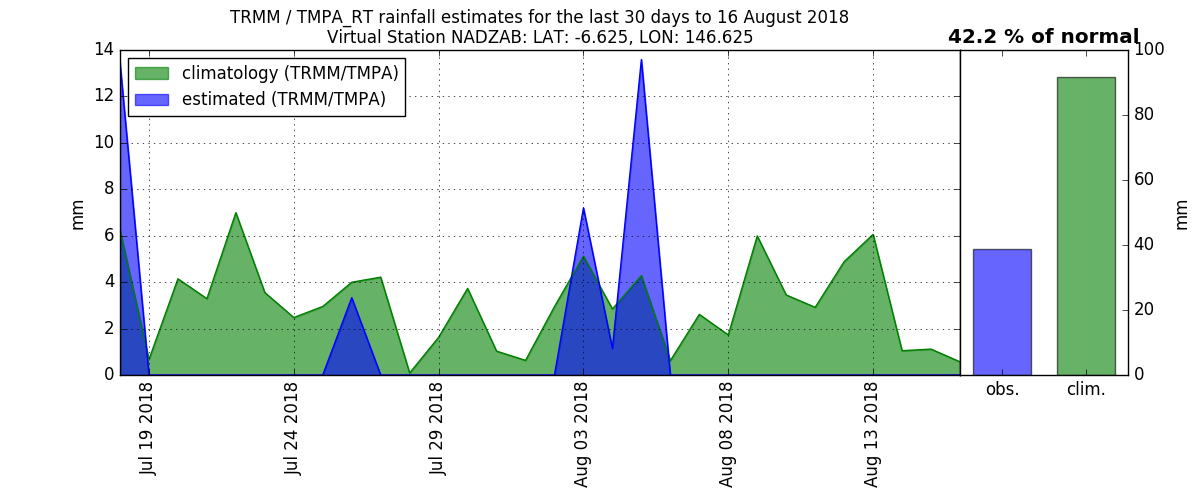 TRMM / TMPA_RT rainfall estimates for the last 30 days to 16 August 2018
Virtual Station NADZAB: LAT: -6.625, LON: 146.625
42.2 % of normal
climatology (TRMM/TMPA)
estimated (TRMM/TMPA)
14
12
10
8
6
4
2
0
mm
Jul 19 2018
Jul 24 2018
Jul 29 2018
Aug 03 2018
Aug 08 2018
Aug 13 2018
100
80
60
40
20
0
mm
obs.
clim.